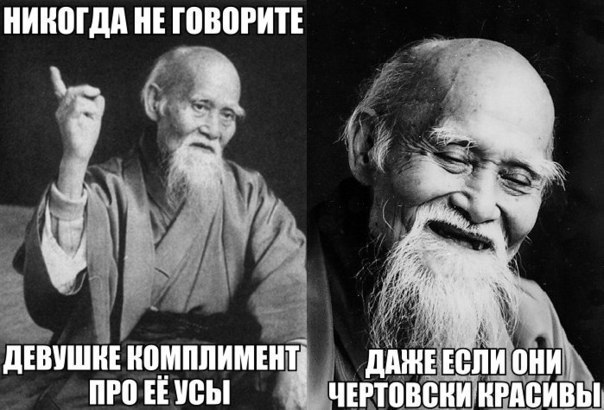 НИКОГДА НЕ ГОВОРИТЕ
ДЕВУШКЕ КОМПЛИМЕНТ
ПРО ЕЁ УСЫ
ДАЖЕ ЕСЛИ ОНИ
ЧЕРТОВСКИ КРАСИВЫ